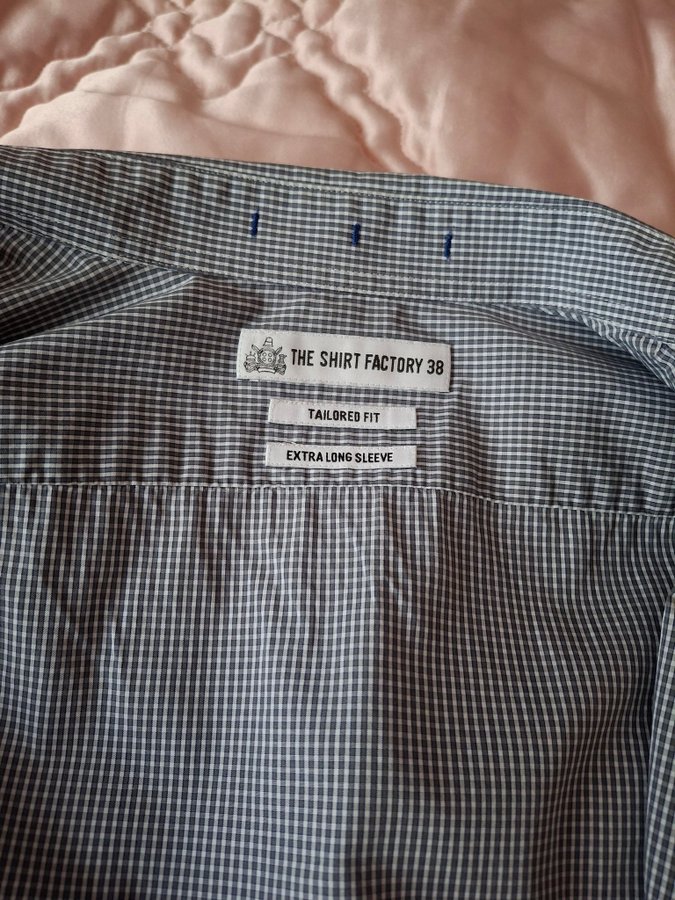 THE SHIRT FACTORY 38
TAILORED FIT
EXTRA LONG SLEEVE